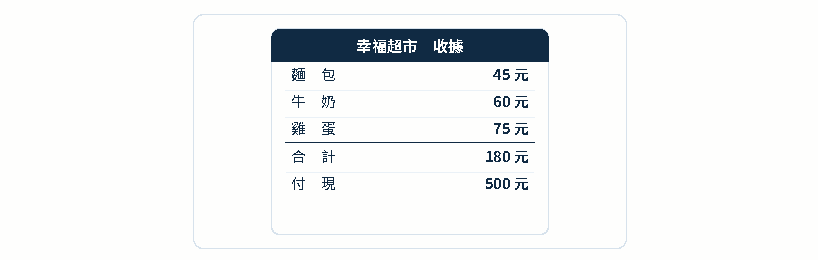 幸福超市　收據
麵　包 45 元
牛　奶 60 元
雞　蛋 75 元
合　計 180 元
付　現 500 元